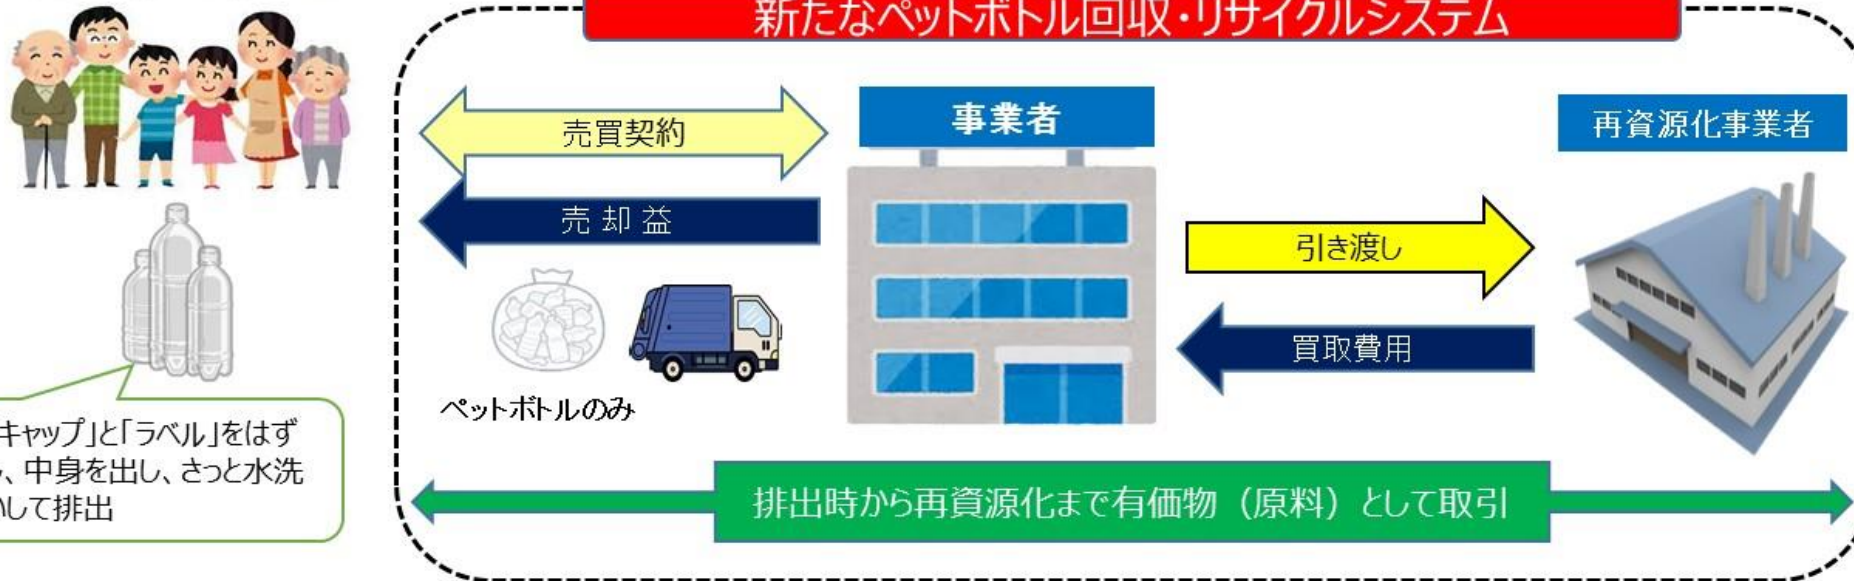 新たなペットボトル回収・リサイクルシステム
売買契約
事業者
再資源化事業者
売却益
引き渡し
買取費用
ペットボトルのみ
キャップ」と「ラベル」をはず
、中身を出し、さっと水洗
して排出
排出時から再資源化まで有価物（原料）として取引